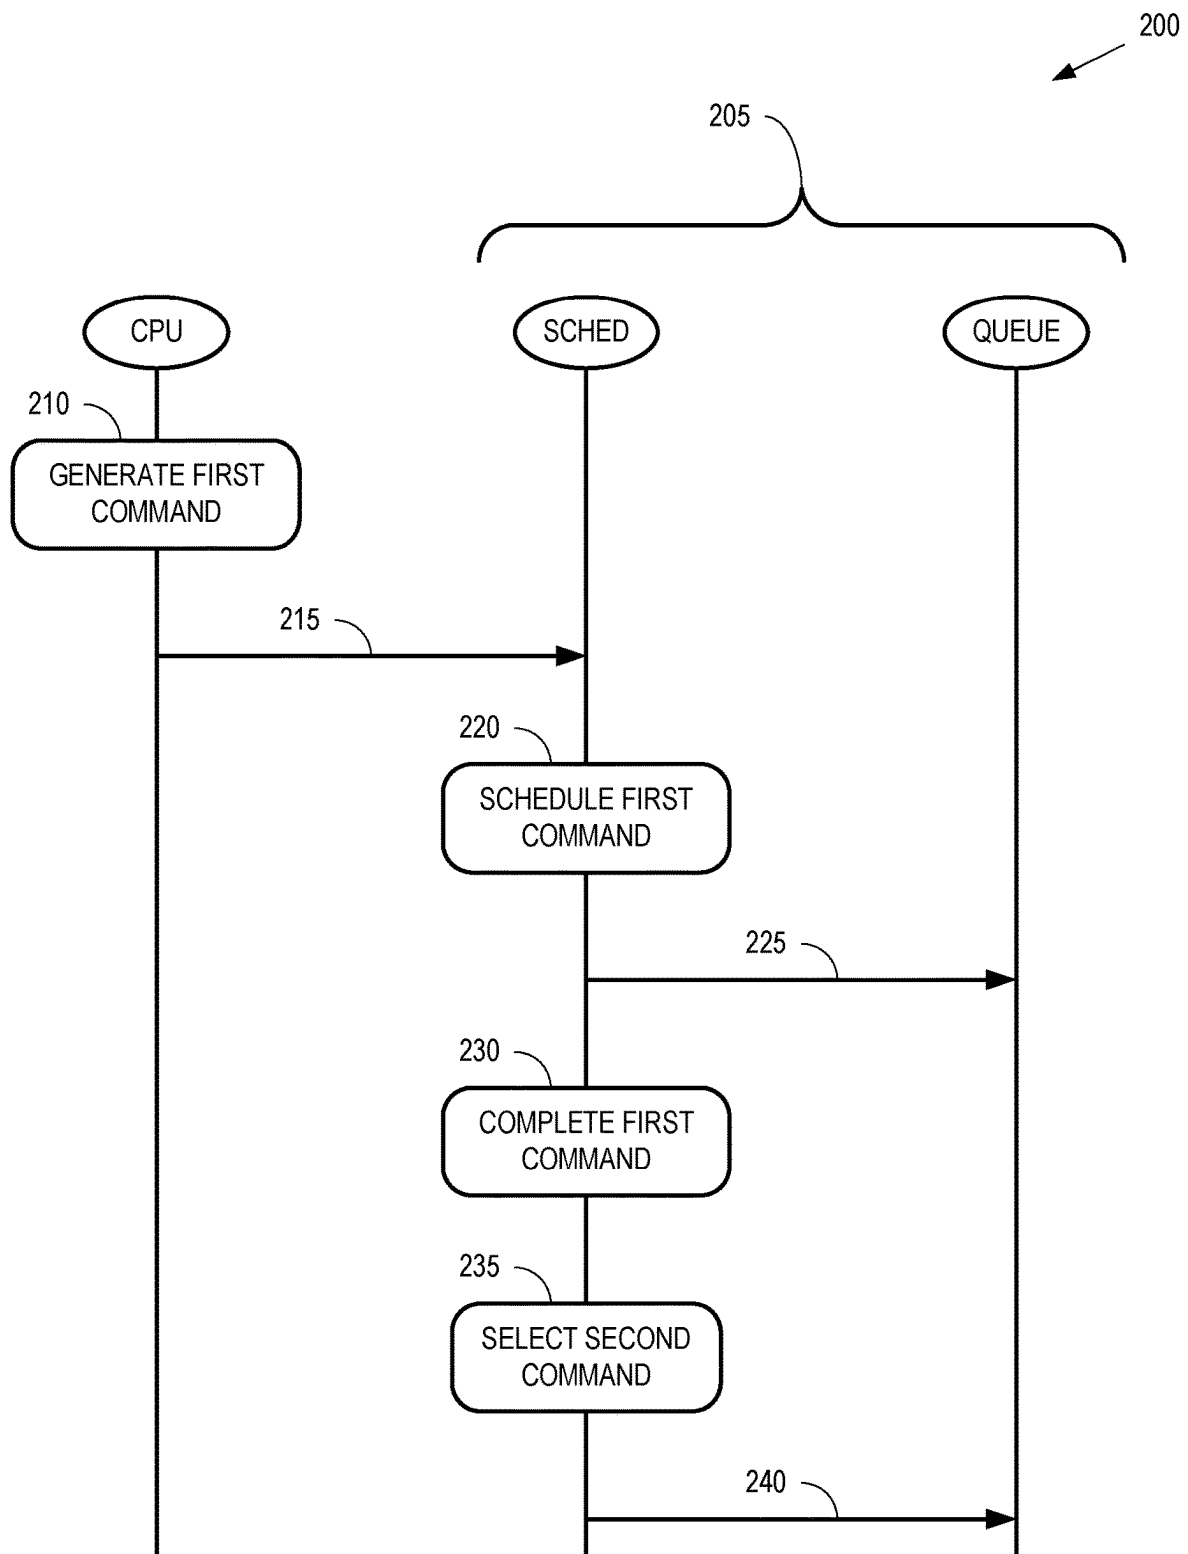 200
205
CPU
SCHED
QUEUE
210
GENERATE FIRST
COMMAND
215
220
SCHEDULE FIRST
COMMAND
225
230
COMPLETE FIRST
COMMAND
235
SELECT SECOND
COMMAND
240